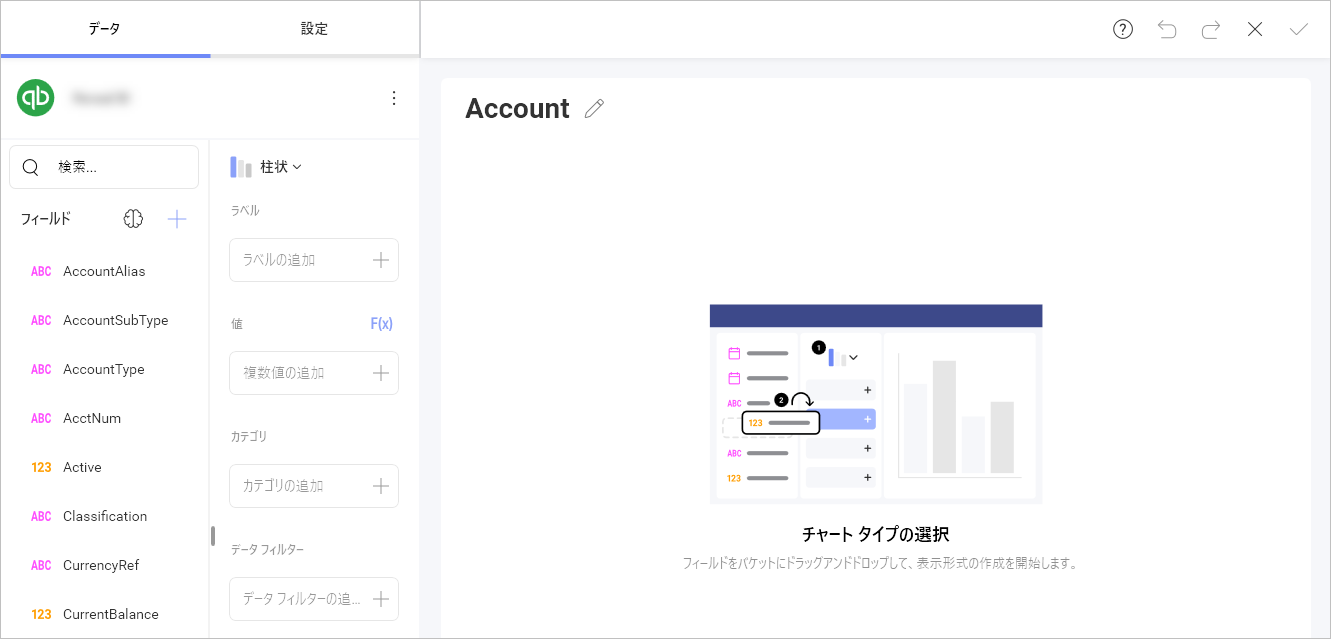 データ
設定
?
qb
検索...
フィールド
ABC AccountAlias
ABC AccountSubType
ABC AccountType
ABC AcctNum
123 Active
ABC Classification
ABC CurrencyRef
123 CurrentBalance
柱状
ラベル
ラベルの追加
値
F(x)
複数値の追加
カテゴリ
カテゴリの追加
データ フィルター
データ フィルターの追...
Account
1
ABC
2
123
ABC
123
チャート タイプの選択
フィールドをバケットにドラッグアンドドロップして、表示形式の作成を開始します。